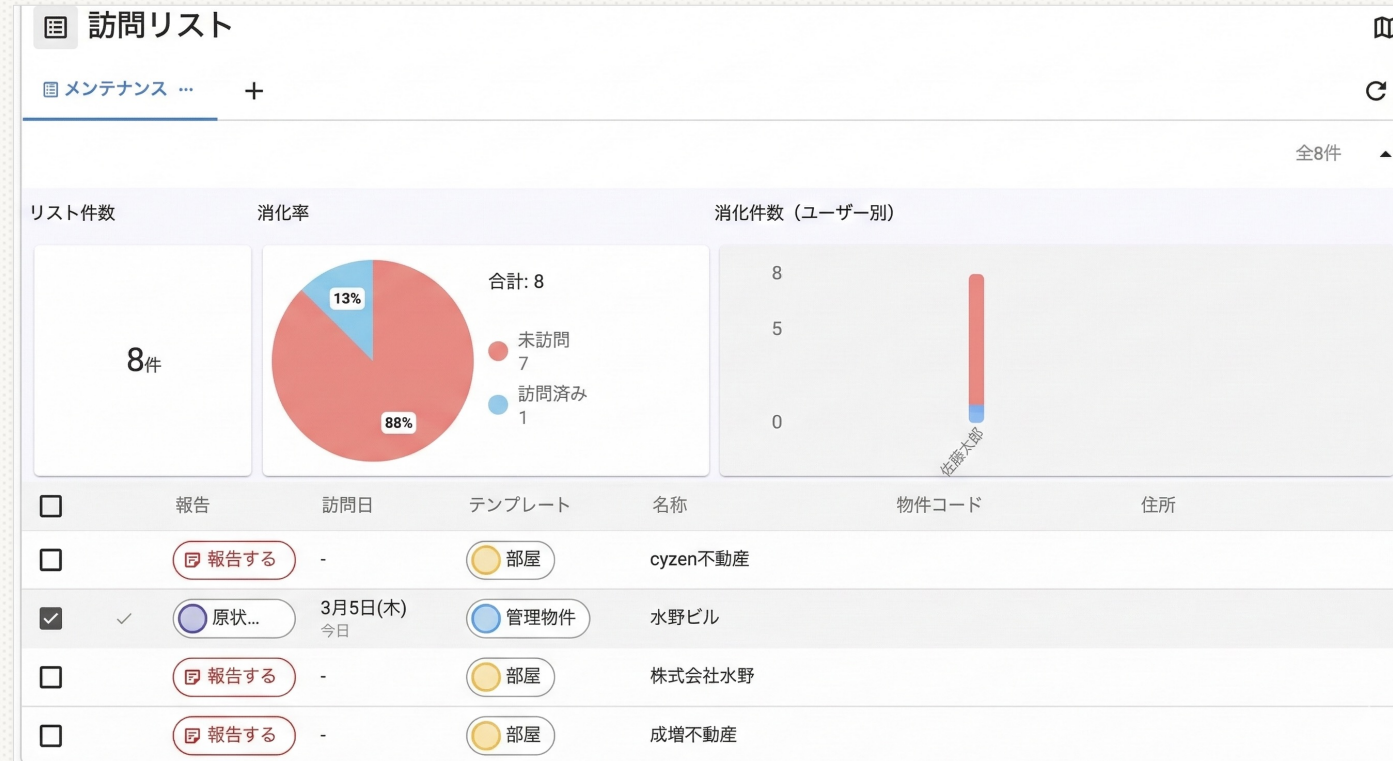 訪問リスト
メンテナンス ... +
全8件
リスト件数 消化率 消化件数（ユーザー別）
8件
13%
88%
合計: 8
未訪問
7
訪問済み
1
8
5
0
佐藤太郎
報告 訪問日 テンプレート 名称 物件コード 住所
報告する - 部屋 cyzen不動産
原状... 3月5日(木) 管理物件 水野ビル
今日
報告する - 部屋 株式会社水野
報告する - 部屋 成増不動産